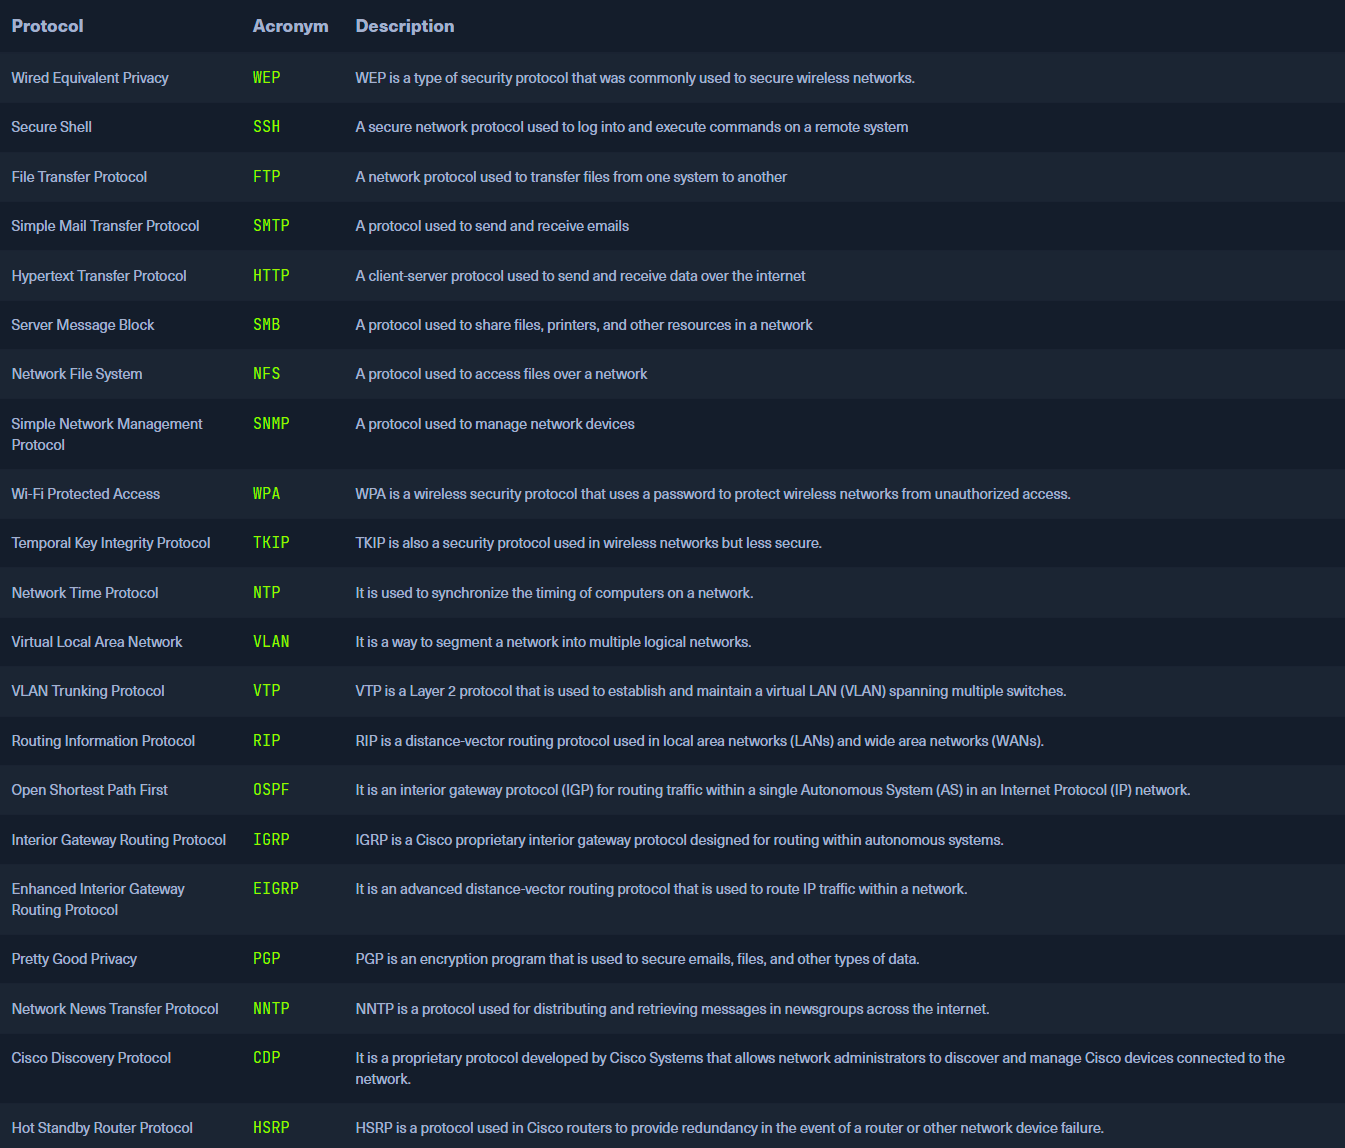 Protocol Acronym Description
Wired Equivalent Privacy WEP WEP is a type of security protocol that was commonly used to secure wireless networks.
Secure Shell SSH A secure network protocol used to log into and execute commands on a remote system
File Transfer Protocol FTP A network protocol used to transfer files from one system to another
Simple Mail Transfer Protocol SMTP A protocol used to send and receive emails
Hypertext Transfer Protocol HTTP A client-server protocol used to send and receive data over the internet
Server Message Block SMB A protocol used to share files, printers, and other resources in a network
Network File System NFS A protocol used to access files over a network
Simple Network Management SNMP A protocol used to manage network devices
Protocol
Wi-Fi Protected Access WPA WPA is a wireless security protocol that uses a password to protect wireless networks from unauthorized access.
Temporal Key Integrity Protocol TKIP TKIP is also a security protocol used in wireless networks but less secure.
Network Time Protocol NTP It is used to synchronize the timing of computers on a network.
Virtual Local Area Network VLAN It is a way to segment a network into multiple logical networks.
VLAN Trunking Protocol VTP VTP is a Layer 2 protocol that is used to establish and maintain a virtual LAN (VLAN) spanning multiple switches.
Routing Information Protocol RIP RIP is a distance-vector routing protocol used in local area networks (LANs) and wide area networks (WANs).
Open Shortest Path First OSPF It is an interior gateway protocol (IGP) for routing traffic within a single Autonomous System (AS) in an Internet Protocol (IP) network.
Interior Gateway Routing Protocol IGRP IGRP is a Cisco proprietary interior gateway protocol designed for routing within autonomous systems.
Enhanced Interior Gateway EIGRP It is an advanced distance-vector routing protocol that is used to route IP traffic within a network.
Routing Protocol
Pretty Good Privacy PGP PGP is an encryption program that is used to secure emails, files, and other types of data.
Network News Transfer Protocol NNTP NNTP is a protocol used for distributing and retrieving messages in newsgroups across the internet.
Cisco Discovery Protocol CDP It is a proprietary protocol developed by Cisco Systems that allows network administrators to discover and manage Cisco devices connected to the
network.
Hot Standby Router Protocol HSRP HSRP is a protocol used in Cisco routers to provide redundancy in the event of a router or other network device failure.